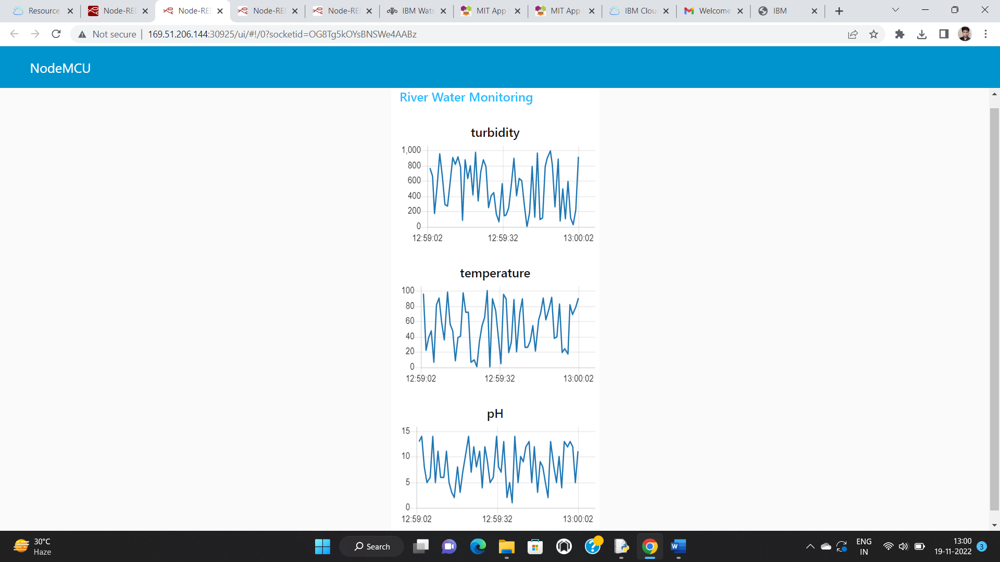 Resource
Node-RED
Node-RED
Node-RED
Node-RED
IBM Wats
MIT App
MIT App
IBM Clou
Welcome
IBM
Not secure
169.51.206.144:30925/ui/#!/0?socketid=OG8Tg5kOYsBNSWe4AABz
NodeMCU
River Water Monitoring
turbidity
1,000
800
600
400
200
0
12:59:02 12:59:32 13:00:02
temperature
100
80
60
40
20
0
12:59:02 12:59:32 13:00:02
pH
15
10
5
0
12:59:02 12:59:32 13:00:02
30°C
Haze
Search
ENG
IN
13:00
19-11-2022
3